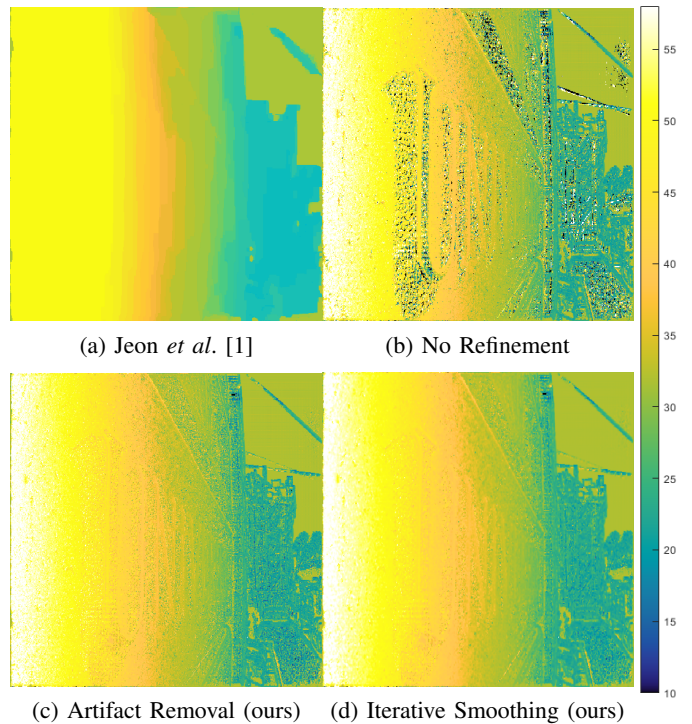 (a) Jeon et al. [1]
(b) No Refinement
(c) Artifact Removal (ours)
(d) Iterative Smoothing (ours)
55
50
45
40
35
30
25
20
15
10